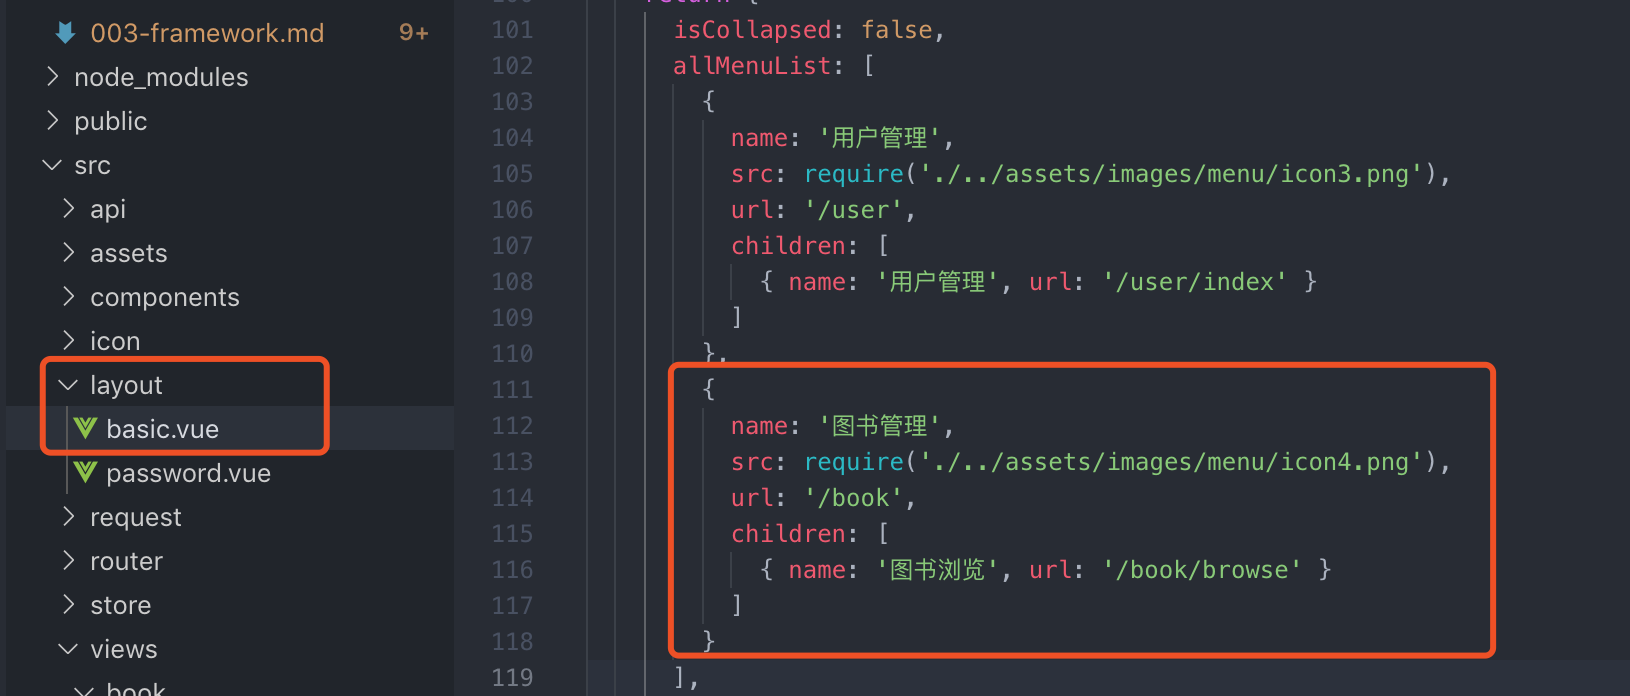 003-framework.md 9+
node_modules
public
src
api
assets
components
icon
layout
basic.vue
password.vue
request
router
store
views
book
return {
101 isCollapsed: false,
102 allMenuList: [
103 {
104 name: '用户管理',
105 src: require('./../assets/images/menu/icon3.png'),
106 url: '/user',
107 children: [
108 { name: '用户管理', url: '/user/index' }
109 ]
110 },
111 {
112 name: '图书管理',
113 src: require('./../assets/images/menu/icon4.png'),
114 url: '/book',
115 children: [
116 { name: '图书浏览', url: '/book/browse' }
117 ]
118 }
119 ],